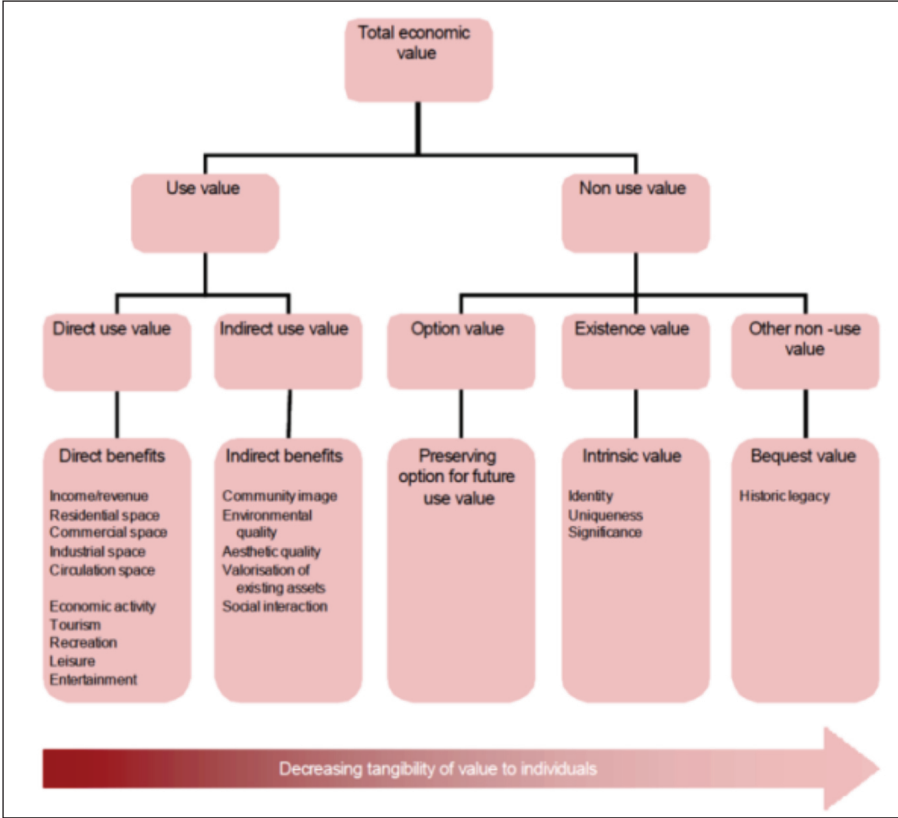 Total economic
value
Use value
Non use value
Direct use value
Indirect use value
Option value
Existence value
Other non -use
value
Direct benefits
Income/revenue
Residential space
Commercial space
Industrial space
Circulation space
Economic activity
Tourism
Recreation
Leisure
Entertainment
Indirect benefits
Community image
Environmental
quality
Aesthetic quality
Valorisation of
existing assets
Social interaction
Preserving
option for future
use value
Intrinsic value
Identity
Uniqueness
Significance
Bequest value
Historic legacy
Decreasing tangibility of value to individuals